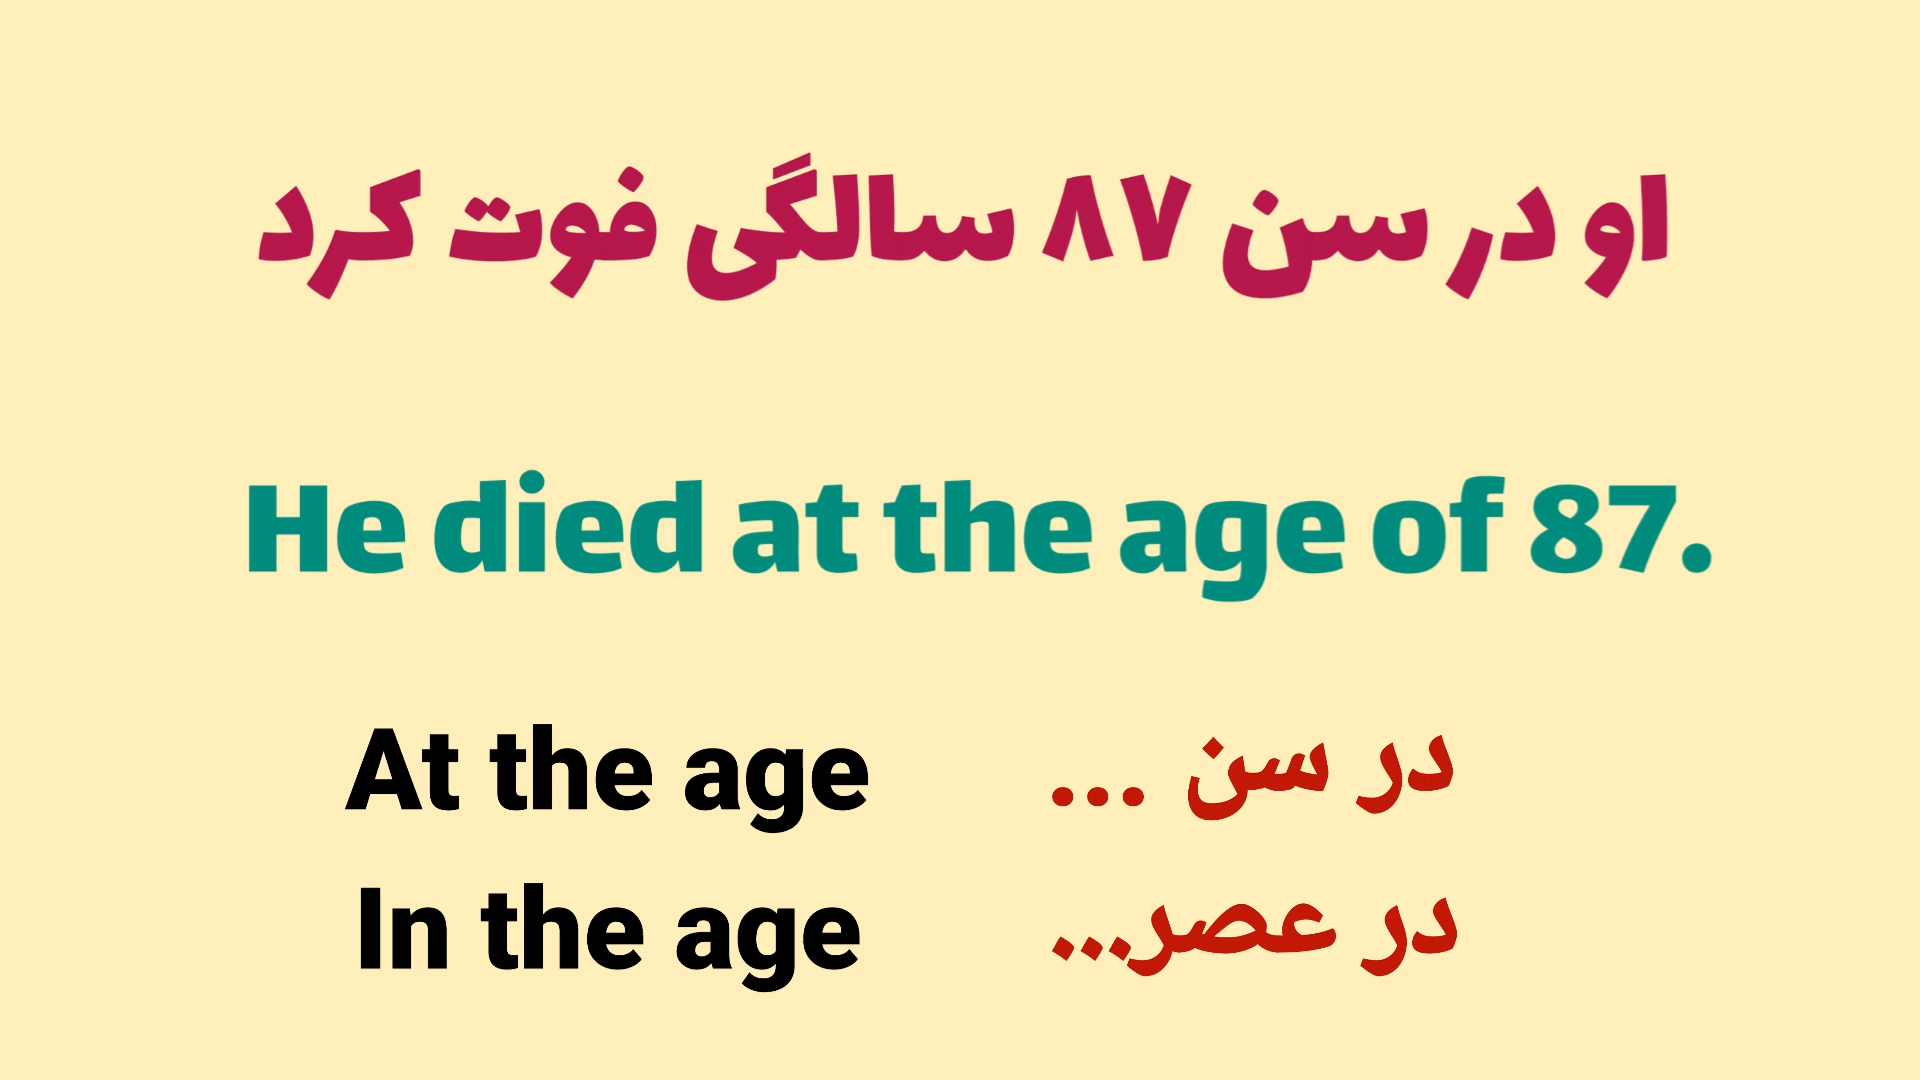 او در سن ۸۷ سالگی فوت کرد
He died at the age of 87.
At the age در سن ...
In the age در عصر...